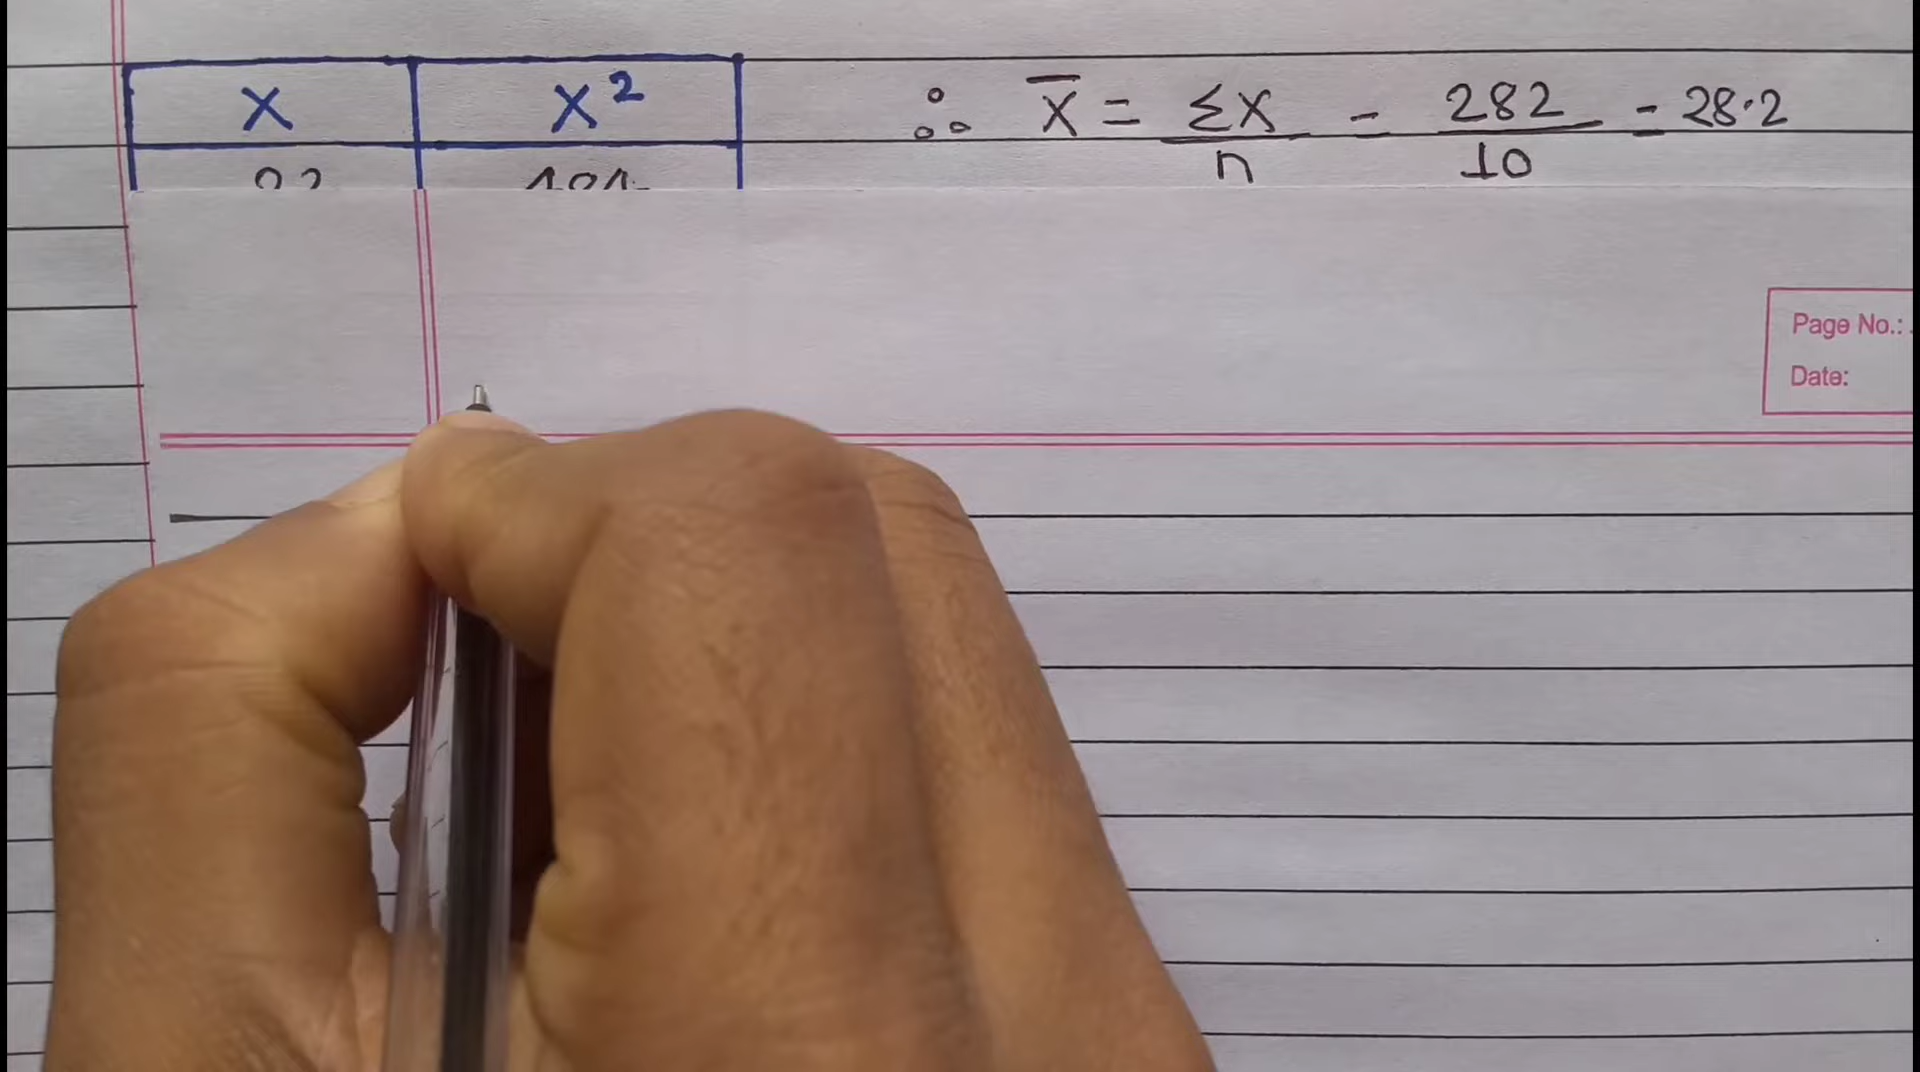 X X² ∴ X̄ = ΣX/n = 282/10 = 28.2
Page No.:
Date: